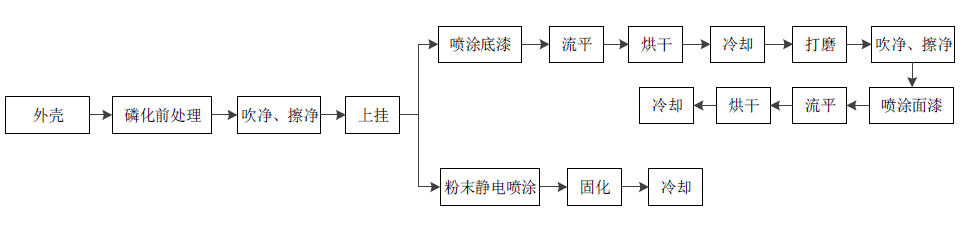 喷涂底漆
流平
烘干
冷却
打磨
吹净、擦净
外壳
磷化前处理
吹净、擦净
上挂
冷却
烘干
流平
喷涂面漆
粉末静电喷涂
固化
冷却